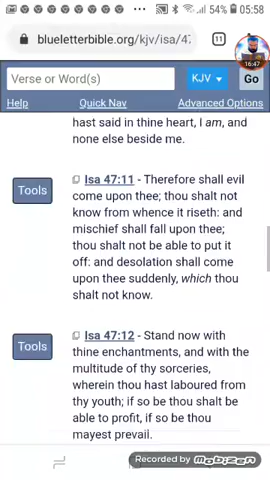 54% 05:58
blueletterbible.org/kjv/isa/47
11
16:47
Verse or Word(s)
KJV
Go
Help Quick Nav Advanced Options
hast said in thine heart, I am, and
none else beside me.
Tools
Isa 47:11 - Therefore shall evil
come upon thee; thou shalt not
know from whence it riseth: and
mischief shall fall upon thee;
thou shalt not be able to put it
off: and desolation shall come
upon thee suddenly, which thou
shalt not know.
Tools
Isa 47:12 - Stand now with
thine enchantments, and with the
multitude of thy sorceries,
wherein thou hast laboured from
thy youth; if so be thou shalt be
able to profit, if so be thou
mayest prevail.
Recorded by
Mobizen